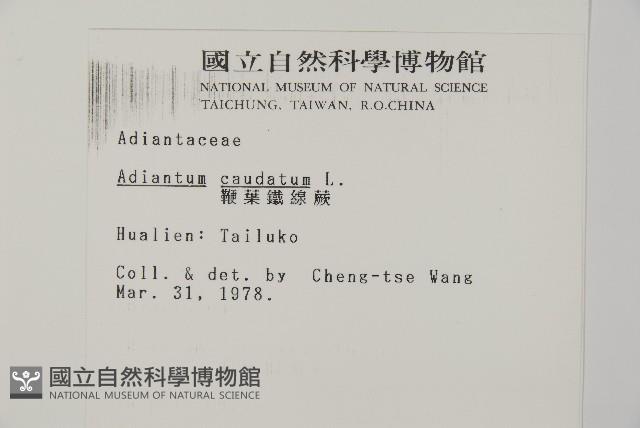 國立自然科學博物館
NATIONAL MUSEUM OF NATURAL SCIENCE
TAICHUNG, TAIWAN, R.O.CHINA
Adiantaceae
Adiantum caudatum L.
鞭葉鐵線蕨
Hualien: Tailuko
Coll. & det. by Cheng-tse Wang
Mar. 31, 1978.
國立自然科學博物館
NATIONAL MUSEUM OF NATURAL SCIENCE